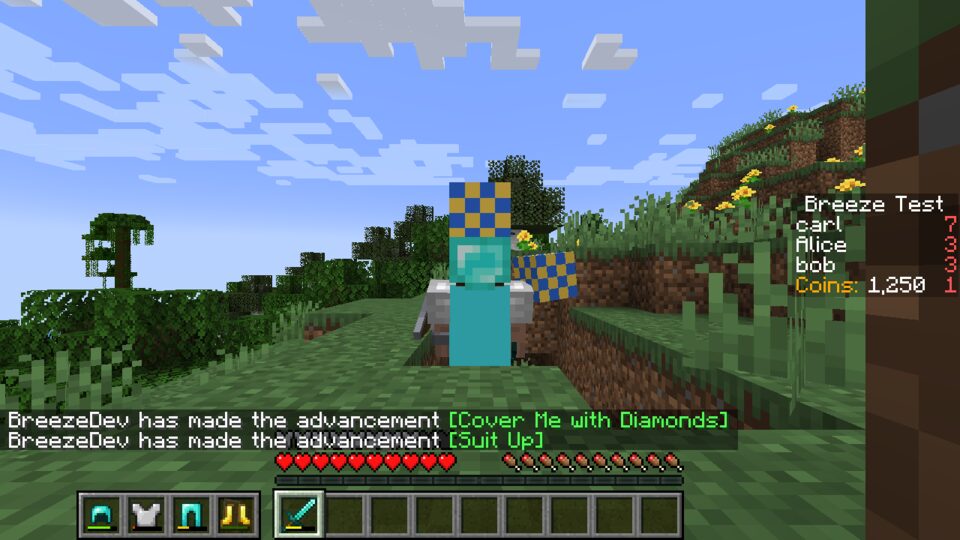 Breeze Test
carl 7
Alice 3
bob 3
Coins: 1,250 1
BreezeDev has made the advancement [Cover Me with Diamonds]
BreezeDev has made the advancement [Suit Up]